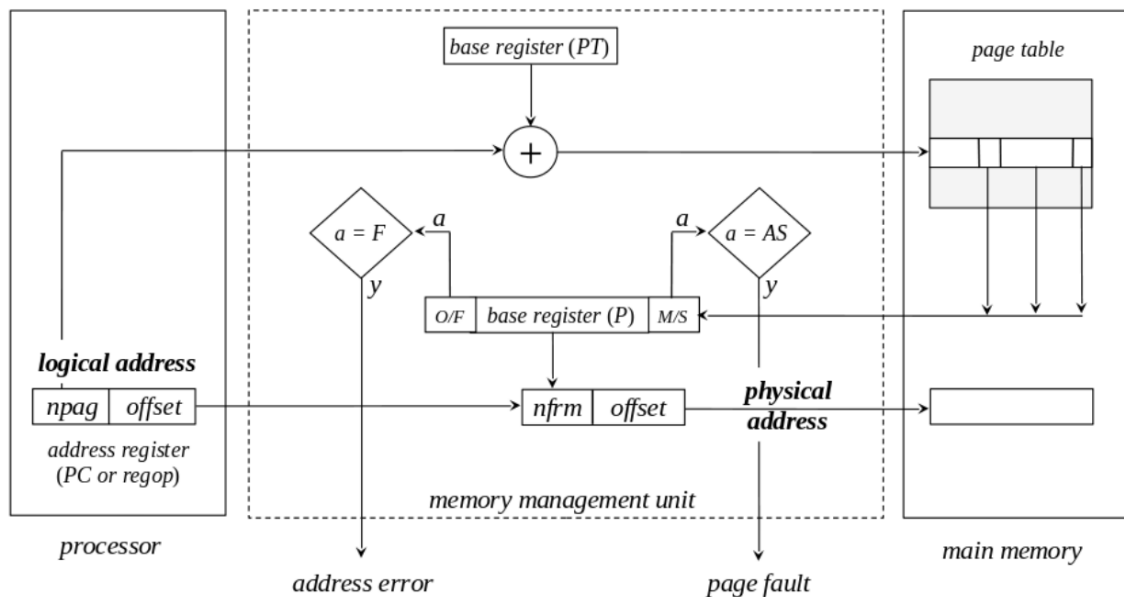 base register (PT)
page table
+
a
a
a = F
a = AS
y
y
O/F
base register (P)
M/S
logical address
npag
offset
nfrm
offset
physical
address
address register
(PC or regop)
memory management unit
processor
main memory
address error
page fault